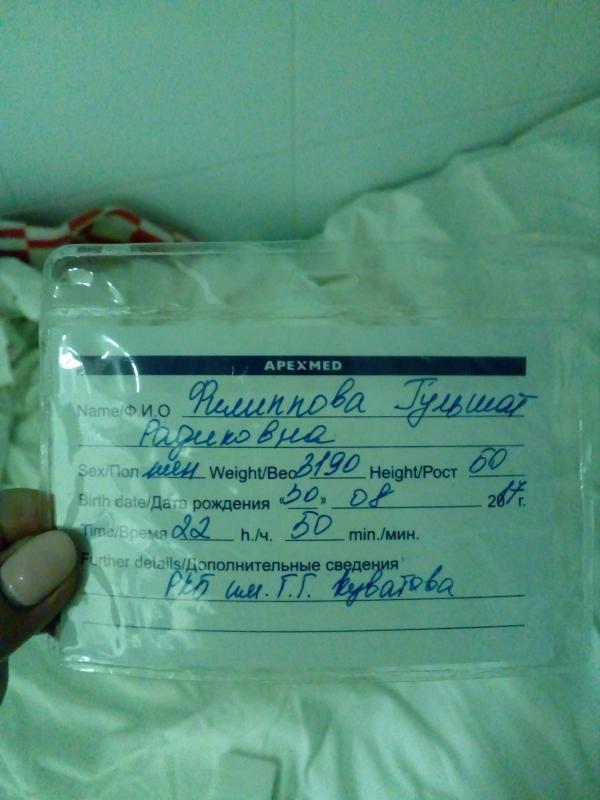 APEXMED
Name/Ф.И.О Филиппова Гульшат
Радиковна
Sex/Пол жен Weight/Вес 3190 Height/Рост 50
Birth date/Дата рождения «30» 08 2017г.
Time/Время 22 h./ч. 50 min./мин.
Further details/Дополнительные сведения
РКБ им. Г.Г. Куватова